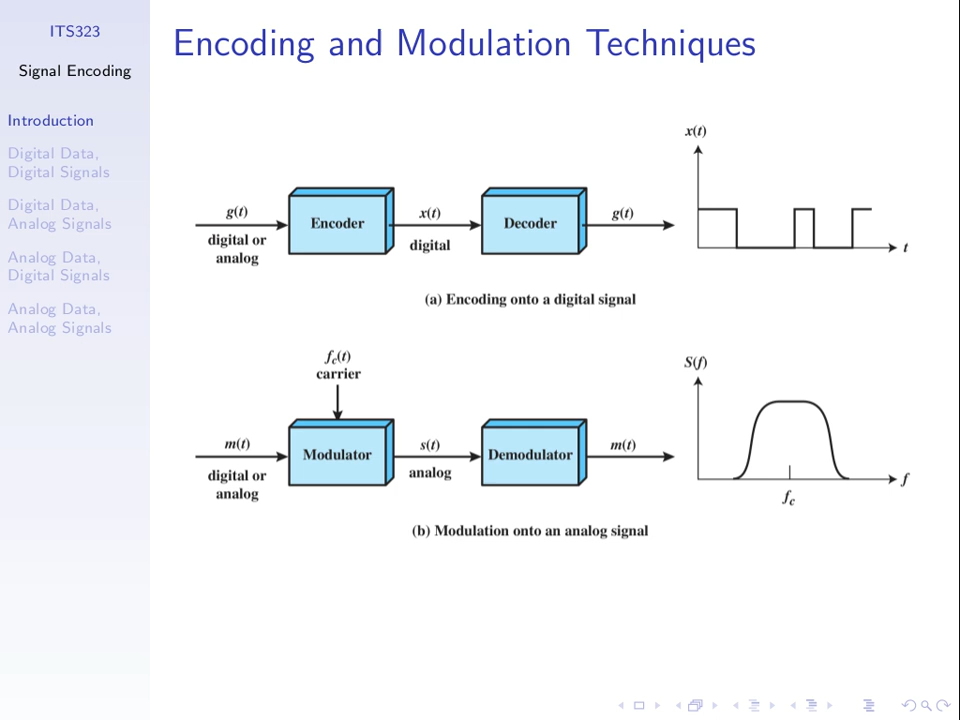 ITS323
Signal Encoding
Introduction
Digital Data,
Digital Signals
Digital Data,
Analog Signals
Analog Data,
Digital Signals
Analog Data,
Analog Signals
Encoding and Modulation Techniques
g(t)
digital or
analog
Encoder
x(t)
digital
Decoder
g(t)
x(t)
t
(a) Encoding onto a digital signal
fc(t)
carrier
m(t)
digital or
analog
Modulator
s(t)
analog
Demodulator
m(t)
S(f)
f
fc
(b) Modulation onto an analog signal